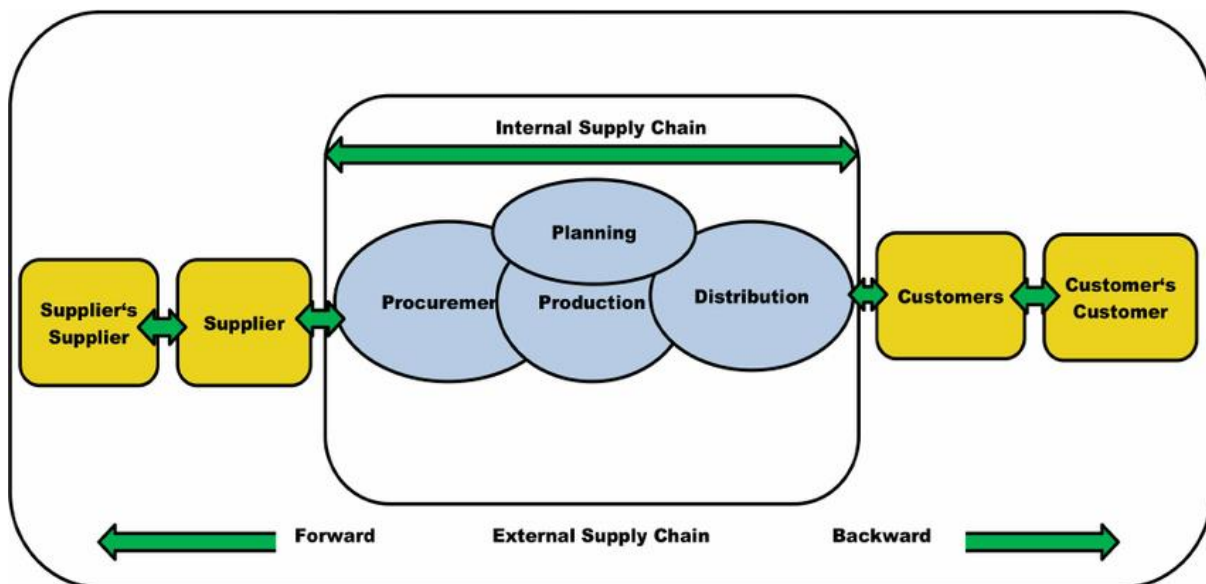 Internal Supply Chain
Planning
Supplier‘s
Supplier
Supplier
Procuremer
Production
Distribution
Customers
Customer‘s
Customer
Forward
External Supply Chain
Backward